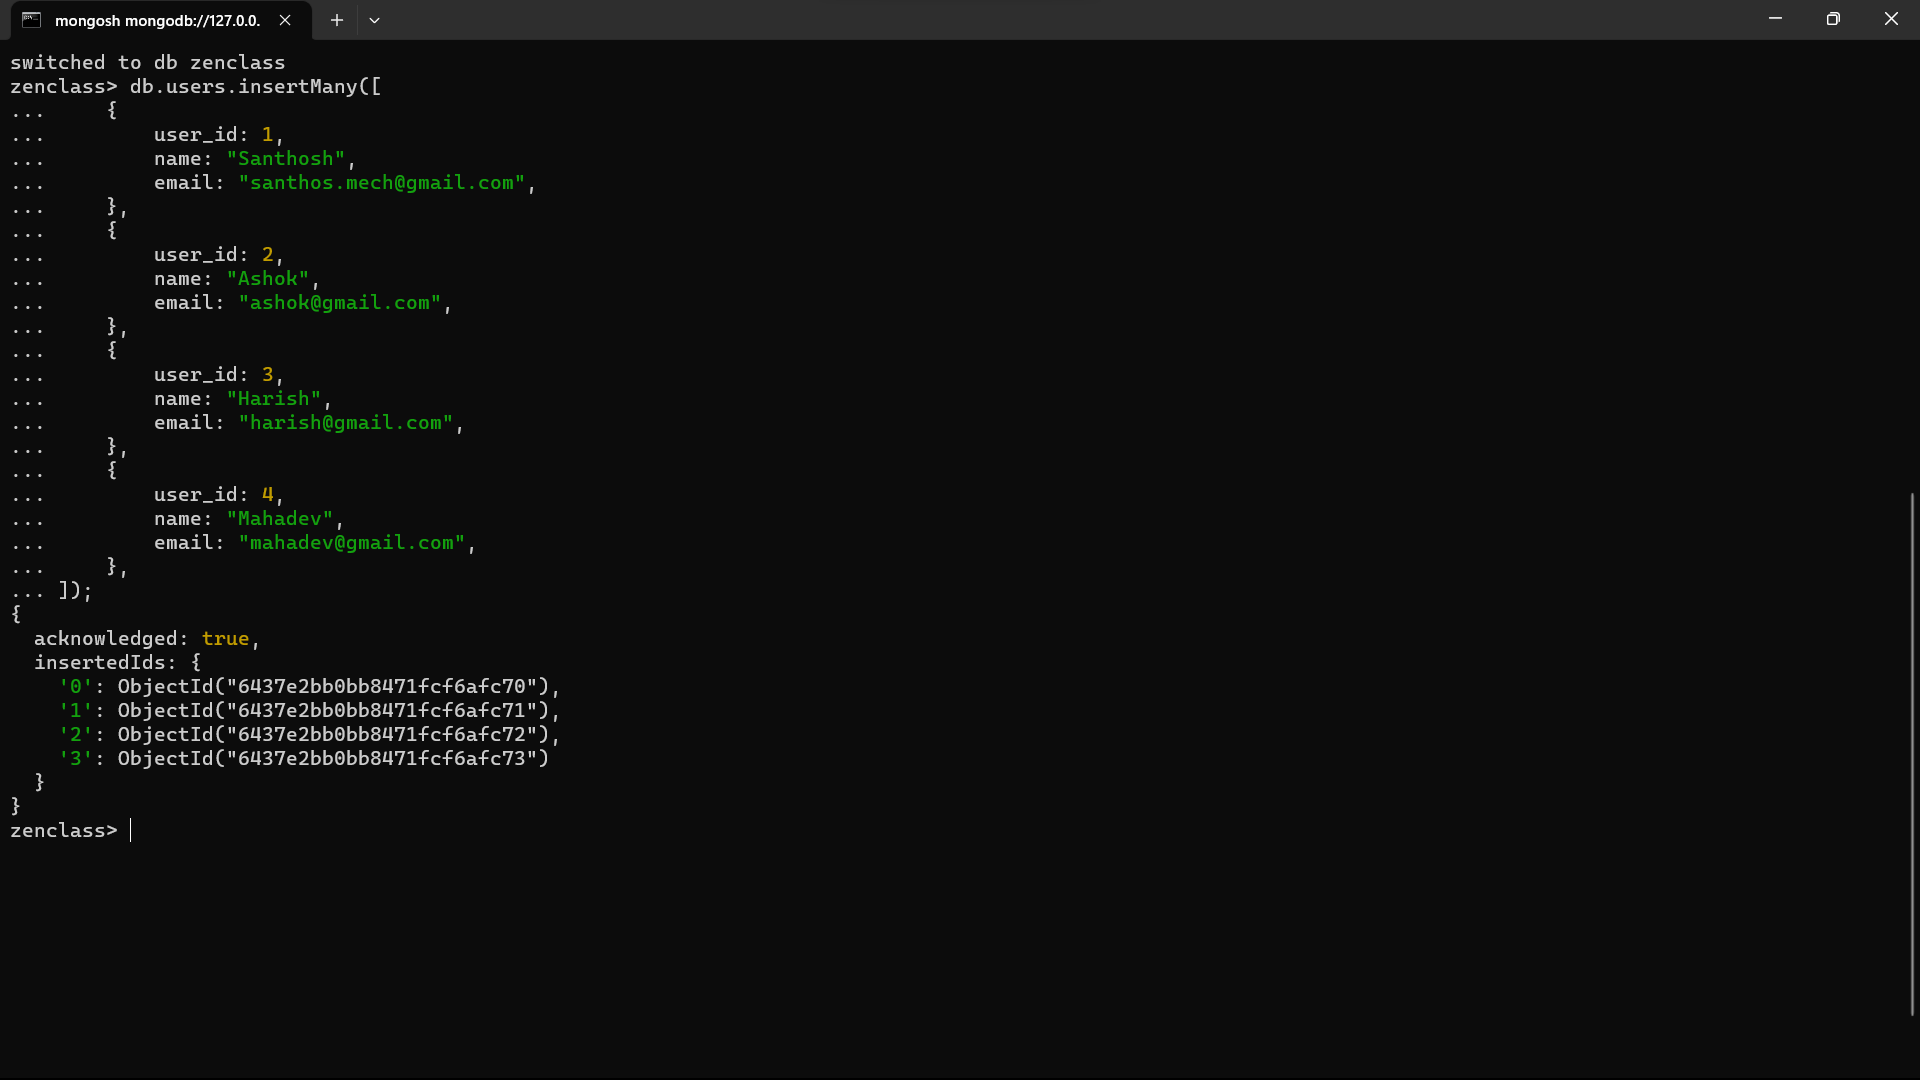 mongosh mongodb://127.0.0.
switched to db zenclass
zenclass> db.users.insertMany([
...     {
...         user_id: 1,
...         name: "Santhosh",
...         email: "santhos.mech@gmail.com",
...     },
...     {
...         user_id: 2,
...         name: "Ashok",
...         email: "ashok@gmail.com",
...     },
...     {
...         user_id: 3,
...         name: "Harish",
...         email: "harish@gmail.com",
...     },
...     {
...         user_id: 4,
...         name: "Mahadev",
...         email: "mahadev@gmail.com",
...     },
... ]);
{
  acknowledged: true,
  insertedIds: {
    '0': ObjectId("6437e2bb0bb8471fcf6afc70"),
    '1': ObjectId("6437e2bb0bb8471fcf6afc71"),
    '2': ObjectId("6437e2bb0bb8471fcf6afc72"),
    '3': ObjectId("6437e2bb0bb8471fcf6afc73")
  }
}
zenclass>